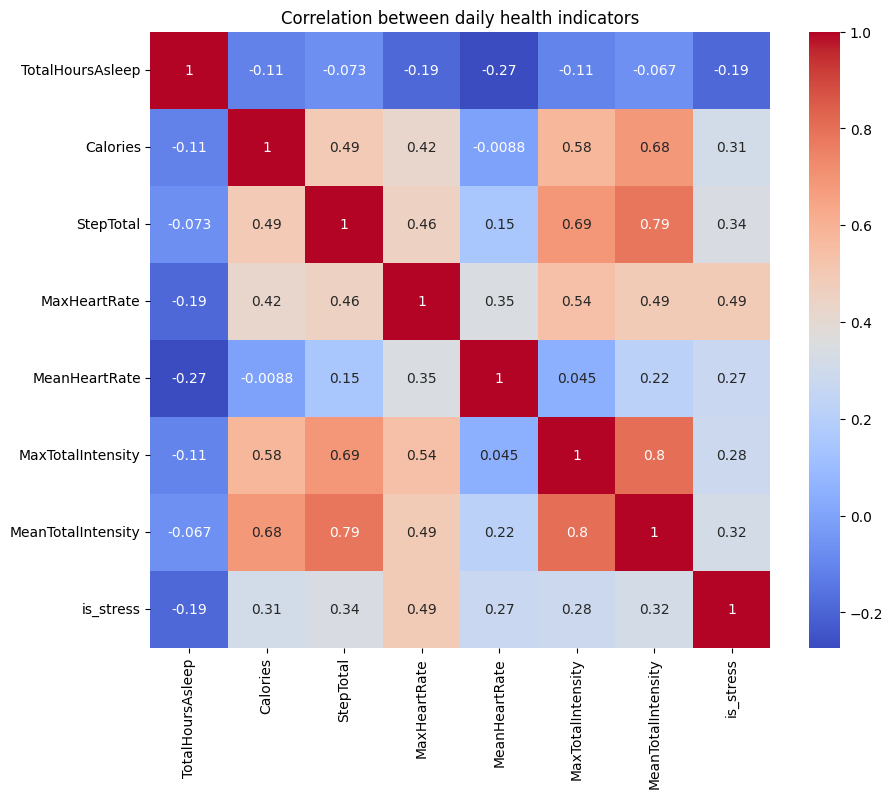 Correlation between daily health indicators
TotalHoursAsleep 1 -0.11 -0.073 -0.19 -0.27 -0.11 -0.067 -0.19
Calories -0.11 1 0.49 0.42 -0.0088 0.58 0.68 0.31
StepTotal -0.073 0.49 1 0.46 0.15 0.69 0.79 0.34
MaxHeartRate -0.19 0.42 0.46 1 0.35 0.54 0.49 0.49
MeanHeartRate -0.27 -0.0088 0.15 0.35 1 0.045 0.22 0.27
MaxTotalIntensity -0.11 0.58 0.69 0.54 0.045 1 0.8 0.28
MeanTotalIntensity -0.067 0.68 0.79 0.49 0.22 0.8 1 0.32
is_stress -0.19 0.31 0.34 0.49 0.27 0.28 0.32 1
TotalHoursAsleep
Calories
StepTotal
MaxHeartRate
MeanHeartRate
MaxTotalIntensity
MeanTotalIntensity
is_stress
1.0
0.8
0.6
0.4
0.2
0.0
−0.2